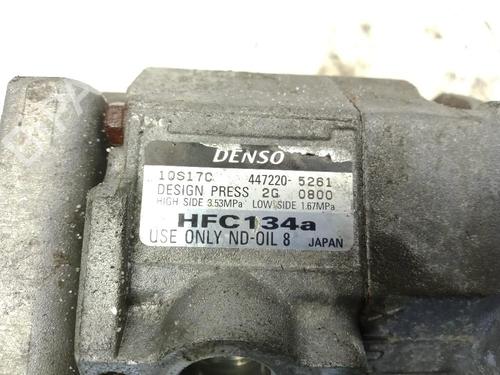 DENSO
10S17C 447220-5261
DESIGN PRESS 2G 0800
HIGH SIDE 3.53MPa LOW SIDE 1.67MPa
HFC134a
USE ONLY ND-OIL 8 JAPAN